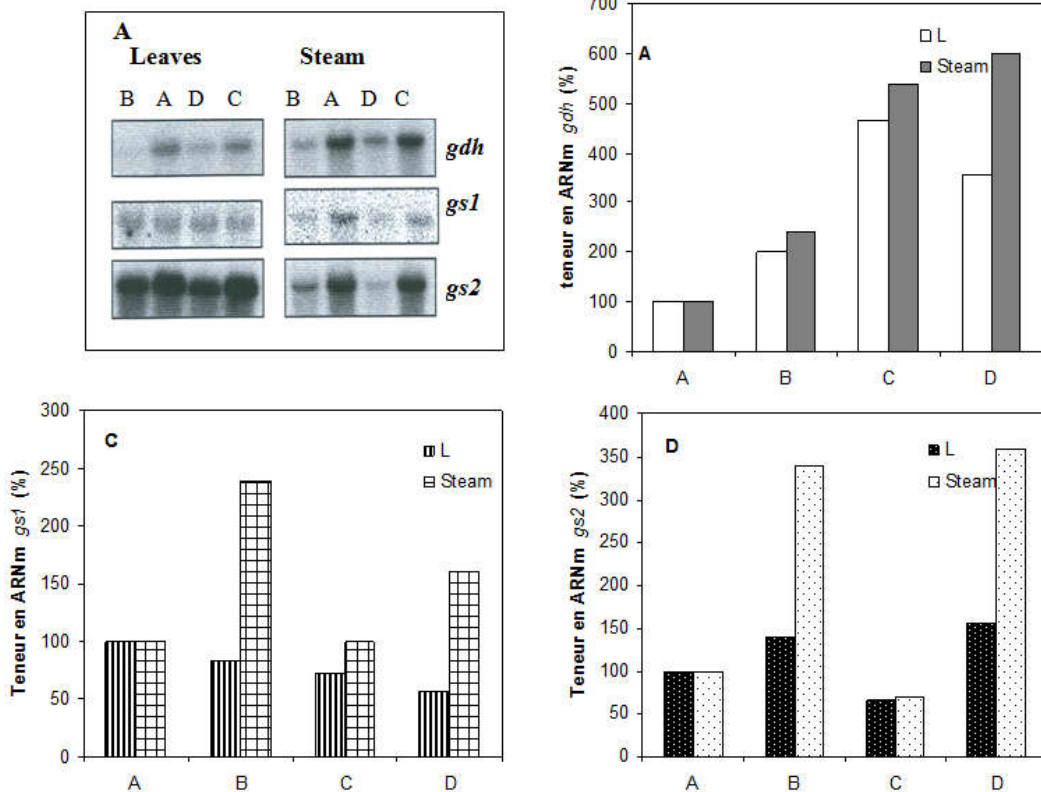 A
Leaves Steam
B A D C B A D C
gdh
gs1
gs2
A
L
Steam
teneur en ARNm gdh (%)
700
600
500
400
300
200
100
0
A B C D
C
L
Steam
Teneur en ARNm gs1 (%)
300
250
200
150
100
50
0
A B C D
D
L
Steam
Teneur en ARNm gs2 (%)
400
350
300
250
200
150
100
50
0
A B C D